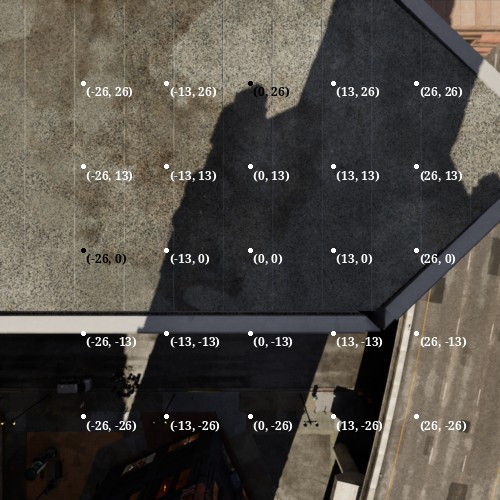 (-26, 26) (-13, 26) (0, 26) (13, 26) (26, 26)
(-26, 13) (-13, 13) (0, 13) (13, 13) (26, 13)
(-26, 0) (-13, 0) (0, 0) (13, 0) (26, 0)
(-26, -13) (-13, -13) (0, -13) (13, -13) (26, -13)
(-26, -26) (-13, -26) (0, -26) (13, -26) (26, -26)